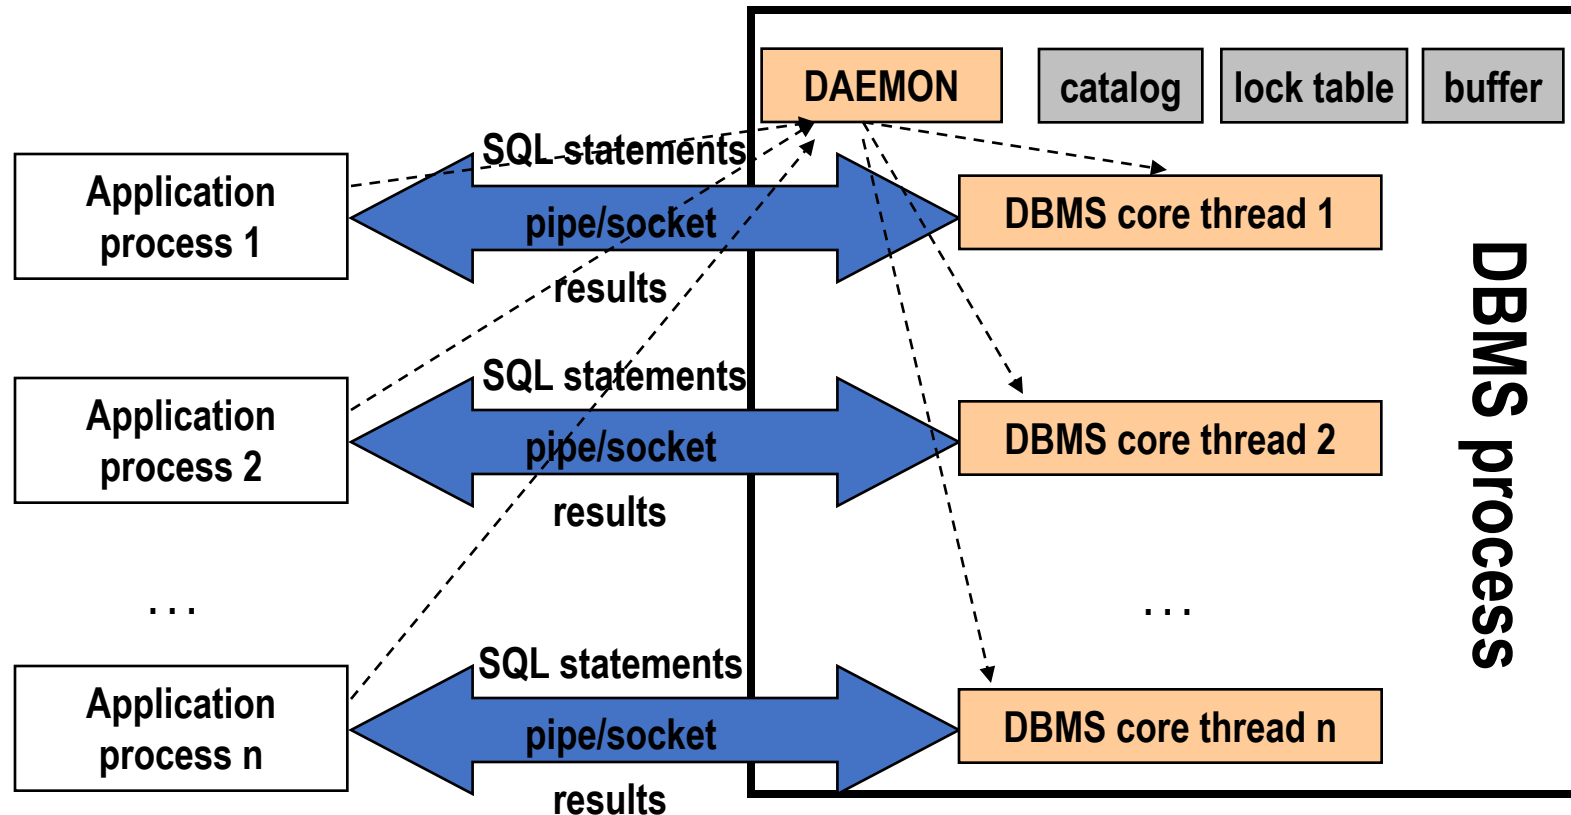 DAEMON
catalog
lock table
buffer
SQL statements
Application
process 1
pipe/socket
DBMS core thread 1
results
SQL statements
Application
process 2
pipe/socket
DBMS core thread 2
results
DBMS process
. . .
. . .
SQL statements
Application
process n
pipe/socket
DBMS core thread n
results